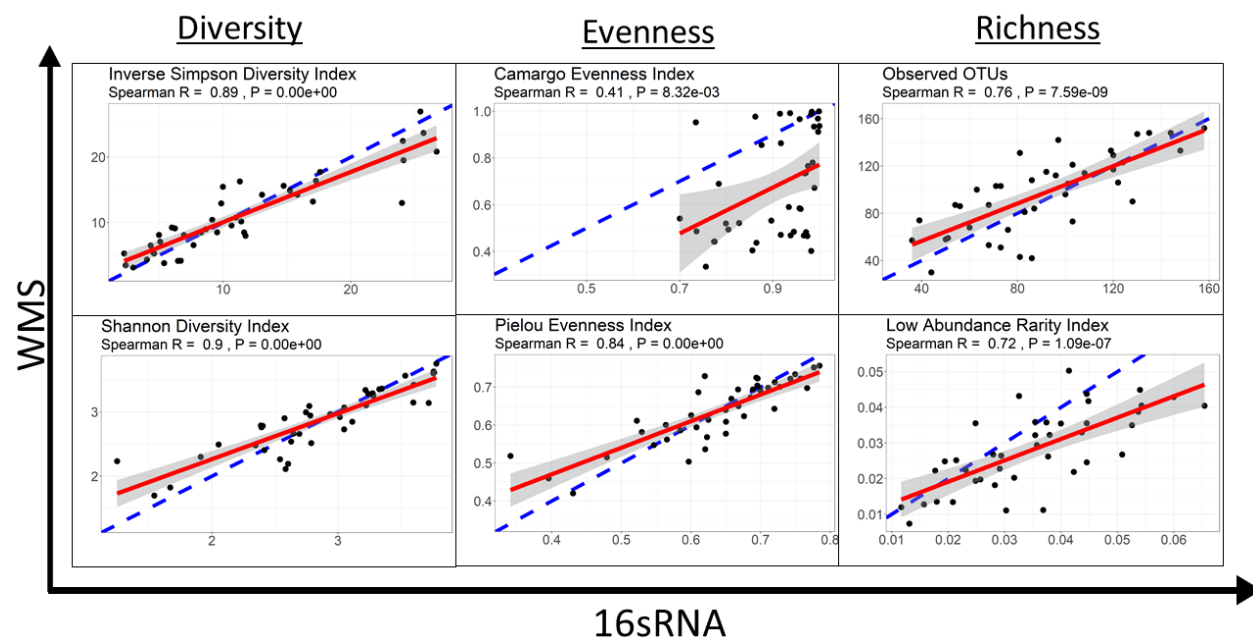 Diversity
Evenness
Richness
WMS
Inverse Simpson Diversity Index
Spearman R = 0.89 , P = 0.00e+00
20
10
10
20
Camargo Evenness Index
Spearman R = 0.41 , P = 8.32e-03
1.0
0.8
0.6
0.4
0.5
0.7
0.9
Observed OTUs
Spearman R = 0.76 , P = 7.59e-09
160
120
80
40
40
80
120
160
Shannon Diversity Index
Spearman R = 0.9 , P = 0.00e+00
3
2
2
3
Pielou Evenness Index
Spearman R = 0.84 , P = 0.00e+00
0.7
0.6
0.5
0.4
0.4
0.5
0.6
0.7
0.8
Low Abundance Rarity Index
Spearman R = 0.72 , P = 1.09e-07
0.05
0.04
0.03
0.02
0.01
0.01
0.02
0.03
0.04
0.05
0.06
16sRNA